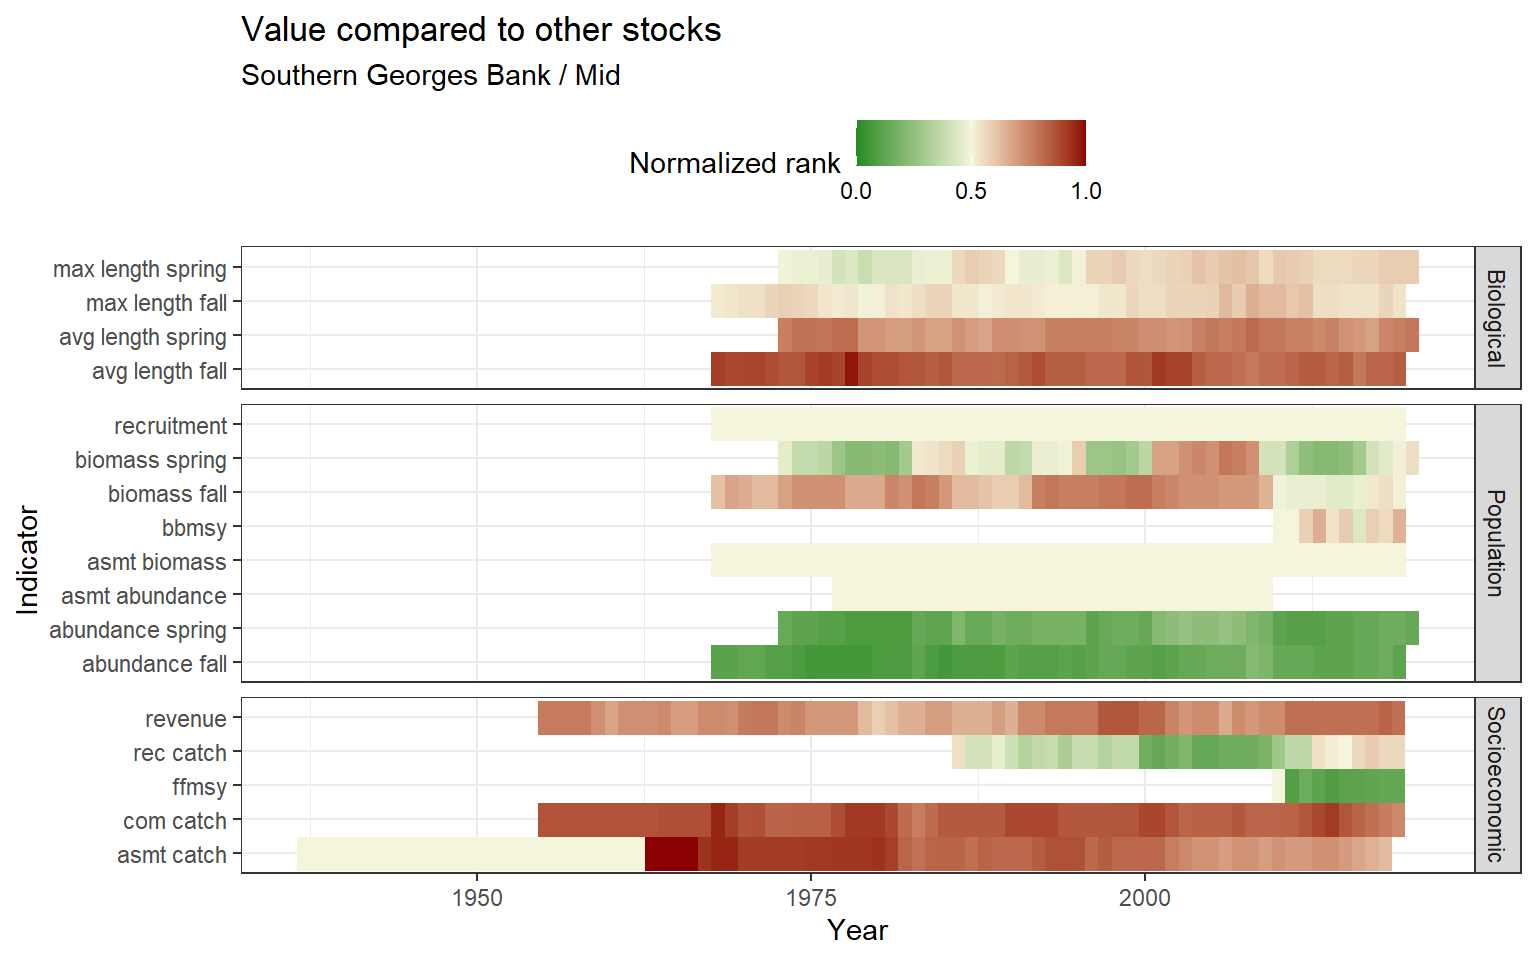 Value compared to other stocks
Southern Georges Bank / Mid
Normalized rank
0.0 0.5 1.0
max length spring
max length fall
avg length spring
avg length fall
Biological
recruitment
biomass spring
biomass fall
bbmsy
asmt biomass
asmt abundance
abundance spring
abundance fall
Population
revenue
rec catch
ffmsy
com catch
asmt catch
Socioeconomic
Indicator
1950 1975 2000
Year